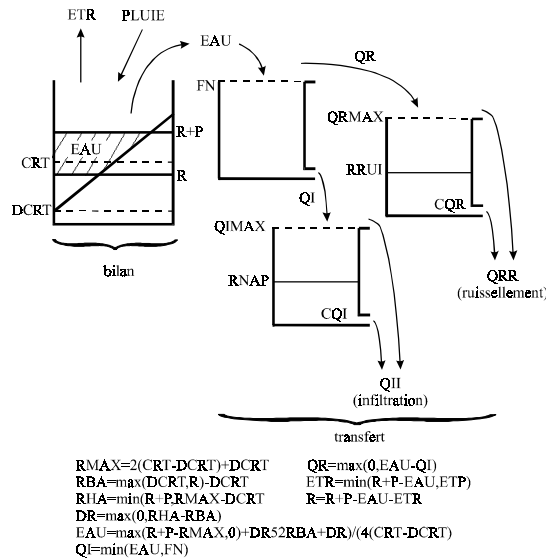 ETR PLUIE
EAU
QR
FN
QRMAX
R+P
EAU
CRT
RRUI
R
DCRT
CQR
QI
QIMAX
bilan
RNAP
QRR
(ruissellement)
CQI
QII
(infiltration)
transfert
RMAX=2(CRT-DCRT)+DCRT QR=max(0,EAU-QI)
RBA=max(DCRT,R)-DCRT ETR=min(R+P-EAU,ETP)
RHA=min(R+P,RMAX-DCRT R=R+P-EAU-ETR
DR=max(0,RHA-RBA)
EAU=max(R+P-RMAX,0)+DR52RBA+DR)/(4(CRT-DCRT)
QI=min(EAU,FN)